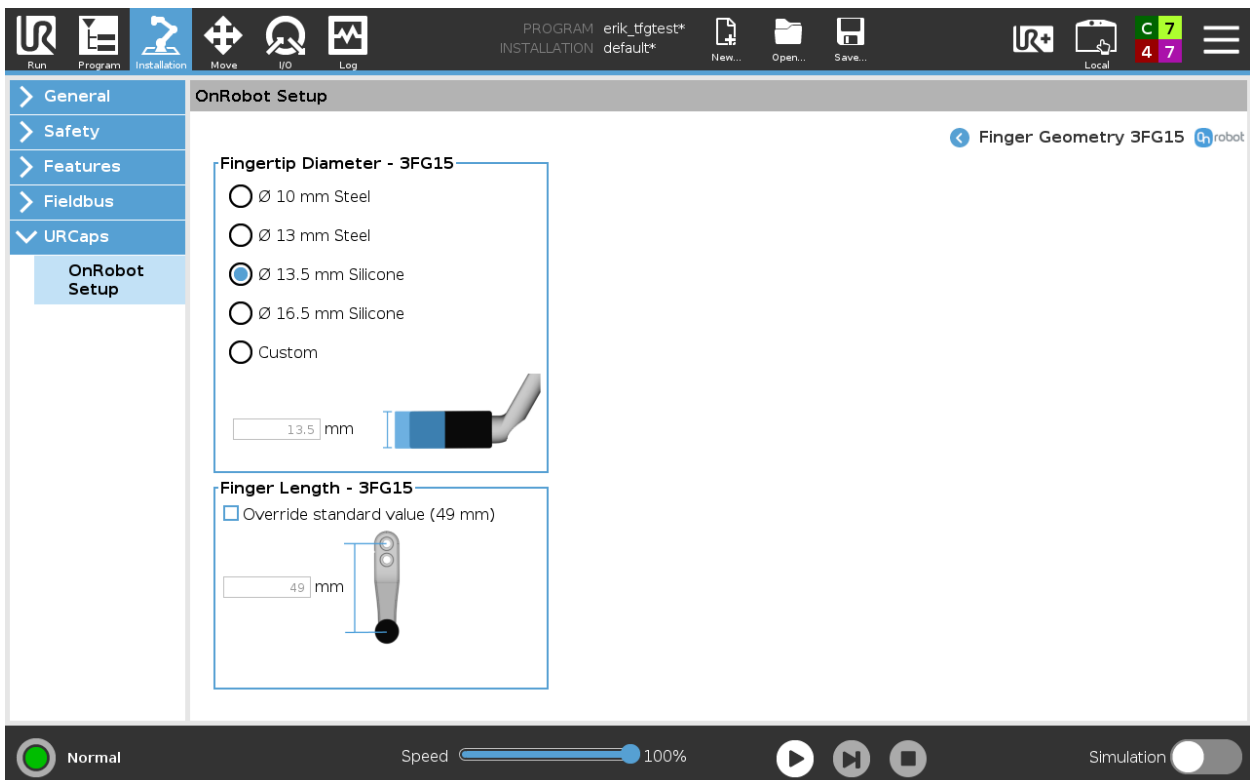 PROGRAM erik_tfgtest*
INSTALLATION default*
UR
Run
Program
Installation
Move
I/O
Log
New...
Open...
Save...
UR+
Local
C 7
4 7
General
Safety
Features
Fieldbus
URCaps
OnRobot
Setup
OnRobot Setup
Finger Geometry 3FG15
On robot
Fingertip Diameter - 3FG15
Ø 10 mm Steel
Ø 13 mm Steel
Ø 13.5 mm Silicone
Ø 16.5 mm Silicone
Custom
13.5 mm
Finger Length - 3FG15
Override standard value (49 mm)
49 mm
Normal
Speed 100%
Simulation